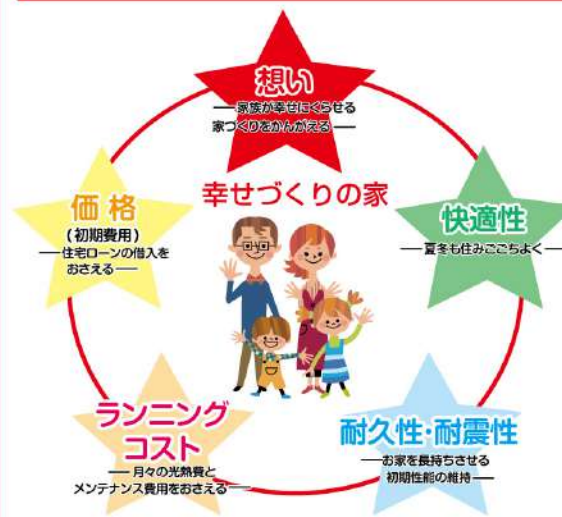 想い
―家族が幸せにくらせる
家づくりをかんがえる―
幸せづくりの家
価格
(初期費用)
―住宅ローンの借入を
おさえる―
快適性
―夏冬も住みごこちよく―
ランニング
コスト
―月々の光熱費と
メンテナンス費用をおさえる―
耐久性・耐震性
―お家を長持ちさせる
初期性能の維持―